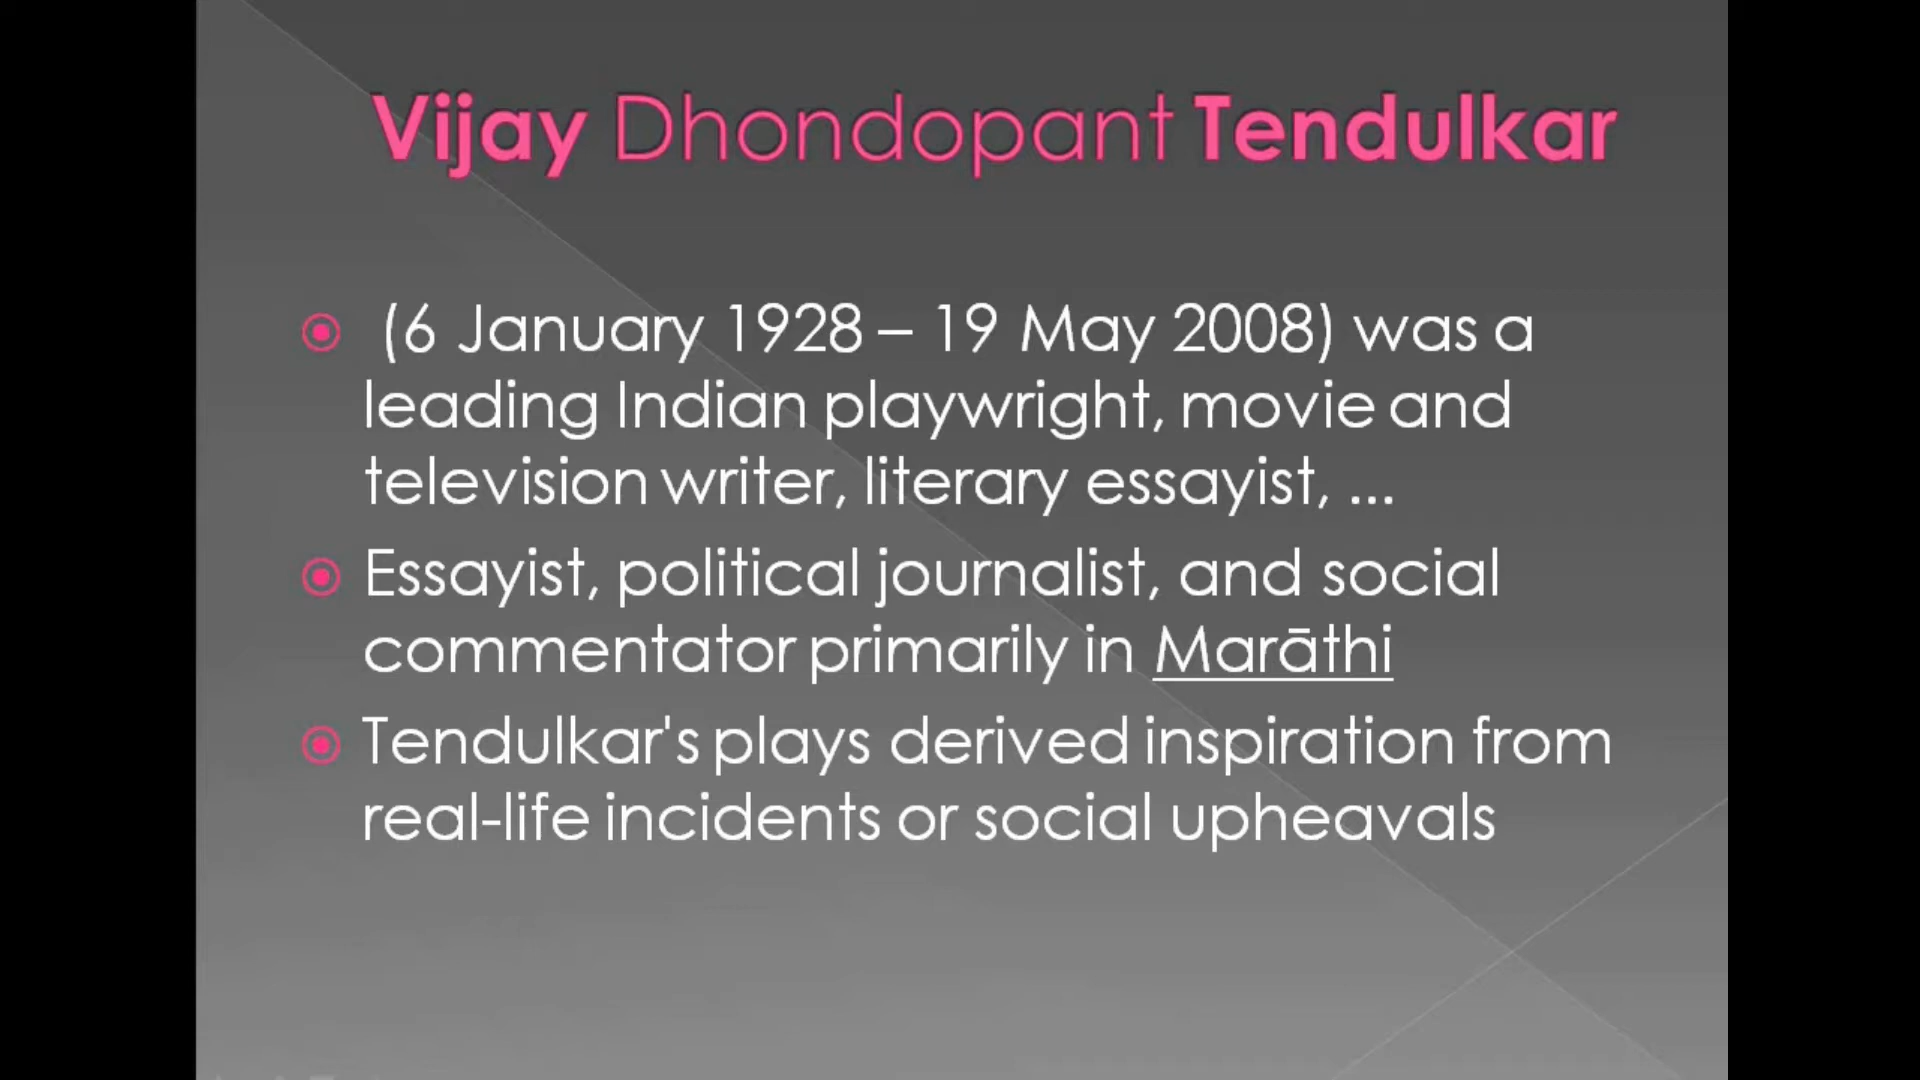 Vijay Dhondopant Tendulkar
(6 January 1928 – 19 May 2008) was a
leading Indian playwright, movie and
television writer, literary essayist, ...
Essayist, political journalist, and social
commentator primarily in Marāthi
Tendulkar's plays derived inspiration from
real-life incidents or social upheavals